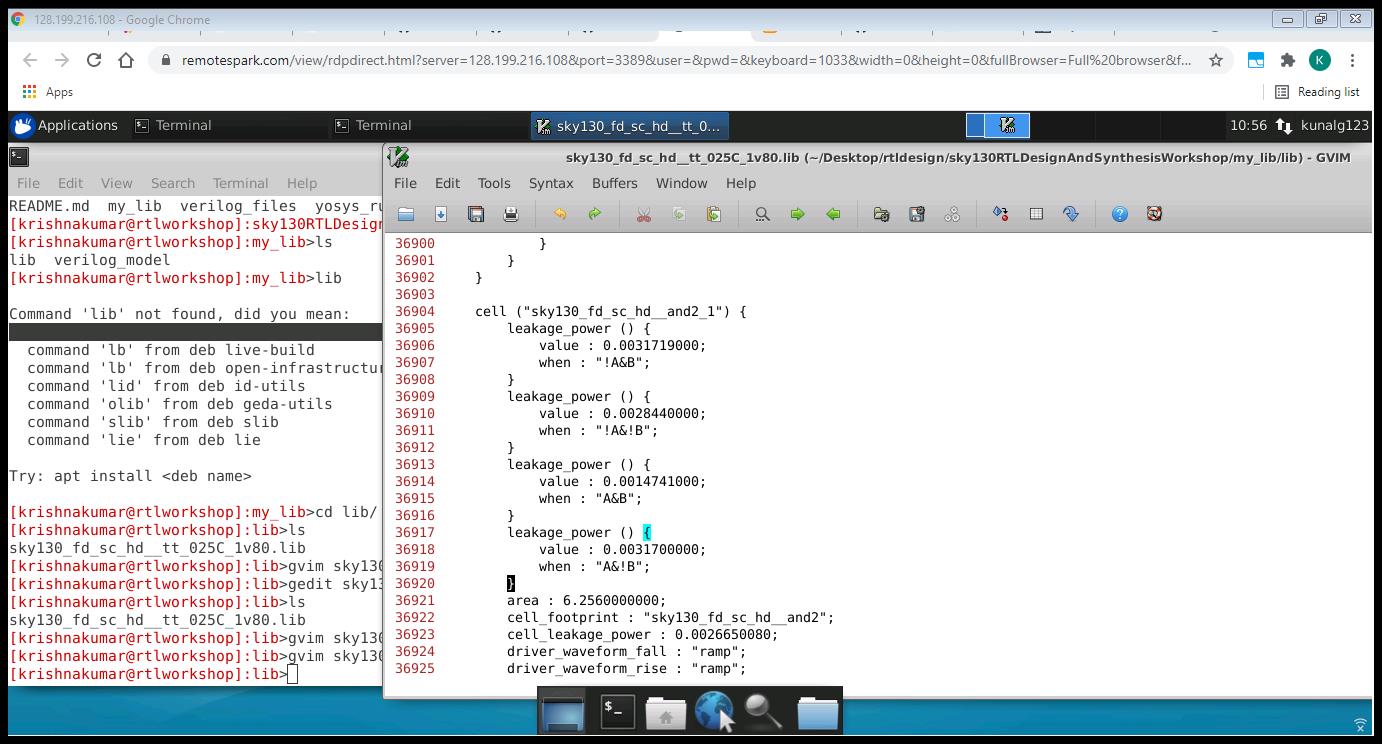 128.199.216.108 - Google Chrome
remotespark.com/view/rdpdirect.html?server=128.199.216.108&port=3389&user=&pwd=&keyboard=1033&width=0&height=0&fullBrowser=Full%20browser&f...
K
Apps
Reading list
Applications
Terminal
Terminal
sky130_fd_sc_hd__tt_0...
10:56
kunalg123
File Edit View Search Terminal Help
README.md my_lib verilog_files yosys_ru
[krishnakumar@rtlworkshop]:sky130RTLDesign
[krishnakumar@rtlworkshop]:my_lib>ls
lib verilog_model
[krishnakumar@rtlworkshop]:my_lib>lib
Command 'lib' not found, did you mean:
command 'lb' from deb live-build
command 'lb' from deb open-infrastructur
command 'lid' from deb id-utils
command 'olib' from deb geda-utils
command 'slib' from deb slib
command 'lie' from deb lie
Try: apt install <deb name>
[krishnakumar@rtlworkshop]:my_lib>cd lib/
[krishnakumar@rtlworkshop]:lib>ls
sky130_fd_sc_hd__tt_025C_1v80.lib
[krishnakumar@rtlworkshop]:lib>gvim sky130
[krishnakumar@rtlworkshop]:lib>gedit sky13
[krishnakumar@rtlworkshop]:lib>ls
sky130_fd_sc_hd__tt_025C_1v80.lib
[krishnakumar@rtlworkshop]:lib>gvim sky130
[krishnakumar@rtlworkshop]:lib>gvim sky130
[krishnakumar@rtlworkshop]:lib>
sky130_fd_sc_hd__tt_025C_1v80.lib (~/Desktop/rtldesign/sky130RTLDesignAndSynthesisWorkshop/my_lib/lib) - GVIM
File Edit Tools Syntax Buffers Window Help
36900 }
36901 }
36902 }
36903
36904 cell ("sky130_fd_sc_hd__and2_1") {
36905 leakage_power () {
36906 value : 0.0031719000;
36907 when : "!A&B";
36908 }
36909 leakage_power () {
36910 value : 0.0028440000;
36911 when : "!A&!B";
36912 }
36913 leakage_power () {
36914 value : 0.0014741000;
36915 when : "A&B";
36916 }
36917 leakage_power () {
36918 value : 0.0031700000;
36919 when : "A&!B";
36920 }
36921 area : 6.2560000000;
36922 cell_footprint : "sky130_fd_sc_hd__and2";
36923 cell_leakage_power : 0.0026650080;
36924 driver_waveform_fall : "ramp";
36925 driver_waveform_rise : "ramp";